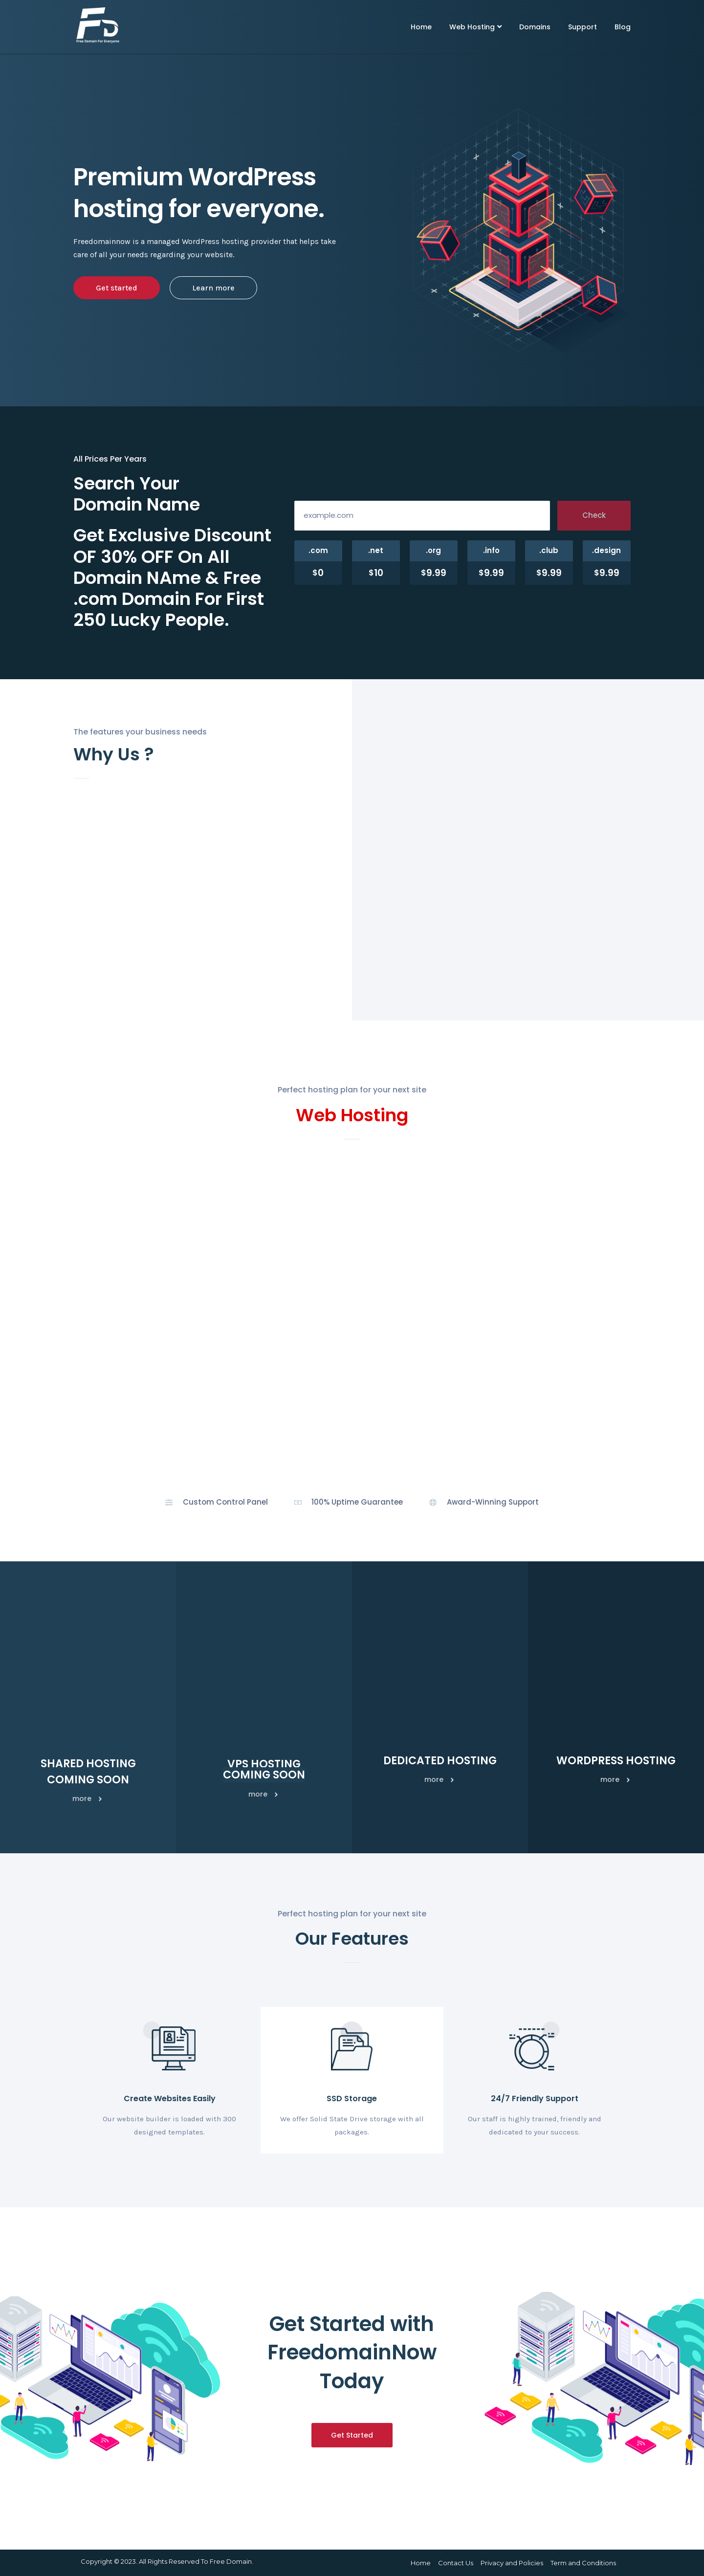 FD
Free Domain For Everyone
Home
Web Hosting
Domains
Support
Blog
Premium WordPress
hosting for everyone.
Freedomainnow is a managed WordPress hosting provider that helps take
care of all your needs regarding your website.
Get started
Learn more
All Prices Per Years
Search Your
Domain Name
Get Exclusive Discount
OF 30% OFF On All
Domain NAme & Free
.com Domain For First
250 Lucky People.
example.com
Check
.com
.net
.org
.info
.club
.design
$0
$10
$9.99
$9.99
$9.99
$9.99
The features your business needs
Why Us ?
Perfect hosting plan for your next site
Web Hosting
Custom Control Panel
100% Uptime Guarantee
Award-Winning Support
SHARED HOSTING
COMING SOON
more
VPS HOSTING
COMING SOON
more
DEDICATED HOSTING
more
WORDPRESS HOSTING
more
Perfect hosting plan for your next site
Our Features
Create Websites Easily
Our website builder is loaded with 300
designed templates.
SSD Storage
We offer Solid State Drive storage with all
packages.
24/7 Friendly Support
Our staff is highly trained, friendly and
dedicated to your success.
Get Started with
FreedomainNow
Today
Get Started
Copyright © 2023. All Rights Reserved To Free Domain.
Home
Contact Us
Privacy and Policies
Term and Conditions